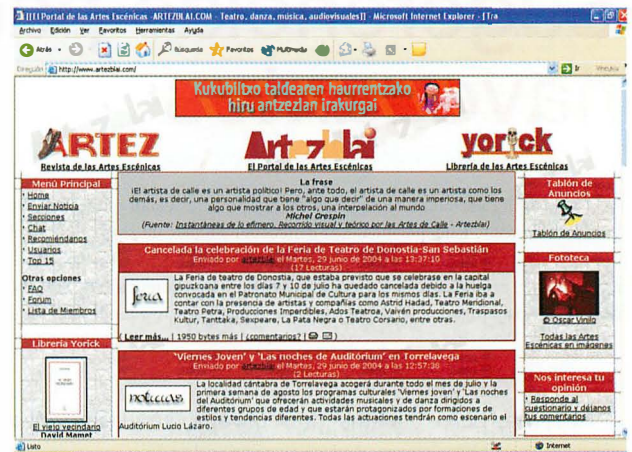 [[El Portal de las Artes Escénicas -ARTEZBLAI.COM - Teatro, danza, música, audiovisuales]] - Microsoft Internet Explorer - [Tra
Archivo Edición Ver Favoritos Herramientas Ayuda
Atrás Búsqueda Favoritos Multimedia
Dirección http://www.artezblai.com/ Ir Vínculos
Kukubiltxo taldearen haurrentzako
hiru antzezlan irakurgai
ARTEZ
Revista de las Artes Escénicas
Artezblai
El Portal de las Artes Escénicas
yorick
Librería de las Artes Escénicas
Menú Principal
· Home
· Enviar Noticia
· Secciones
· Chat
· Recomiéndanos
· Usuarios
· Top 15
Otras opciones
· FAQ
· Forum
· Lista de Miembros
Librería Yorick
El viejo vecindario
David Mamet
La frase
¡El artista de calle es un artista político! Pero, ante todo, el artista de calle es un artista como los
demás, es decir, una personalidad que tiene "algo que decir" de una manera imperiosa, que tiene
algo que mostrar a los otros, una interpelación al mundo
Michel Crespin
(Fuente: Instantáneas de lo efímero, Recorrido visual y teórico por las Artes de Calle - Artezblai)
Cancelada la celebración de la Feria de Teatro de Donostia-San Sebastián
Enviado por artezblai el Martes, 29 junio de 2004 a las 13:37:10
(17 Lecturas)
feria
La Feria de teatro de Donostia, que estaba previsto que se celebrase en la capital
gipuzkoana entre los días 7 y 10 de julio ha quedado cancelada debido a la huelga
convocada en el Patronato Municipal de Cultura para los mismos días. La Feria iba a
contar con la presencia de artistas y compañías como Astrid Hadad, Teatro Meridional,
Teatro Petra, Producciones Imperdibles, Ados Teatroa, Vaivén producciones, Traspasos
Kultur, Tanttaka, Sexpeare, La Pata Negra o Teatro Corsario, entre otras.
( Leer más... | 1950 bytes más | ¿comentarios? | )
'Viernes Joven' y 'Las noches de Auditórium' en Torrelavega
Enviado por artezblai el Martes, 29 junio de 2004 a las 12:57:36
(2 Lecturas)
noticias
La localidad cántabra de Torrelavega acogerá durante todo el mes de julio y la
primera semana de agosto los programas culturales 'Viernes joven' y 'Las noches
del Auditórium' que ofrecerán actividades musicales y de danza dirigidos a
diferentes grupos de edad y que estarán protagonizados por formaciones de
estilos y tendencias diferentes. Todas las actuaciones tendrán como escenario el
Auditórium Lucio Lázaro.
Tablón de
Anuncios
Tablón de Anuncios
Fototeca
© Oscar Vinilo
Todas las Artes
Escénicas en imágenes
Nos interesa tu
opinión
· Responde al
cuestionario y déjanos
tus comentarios
Listo Internet